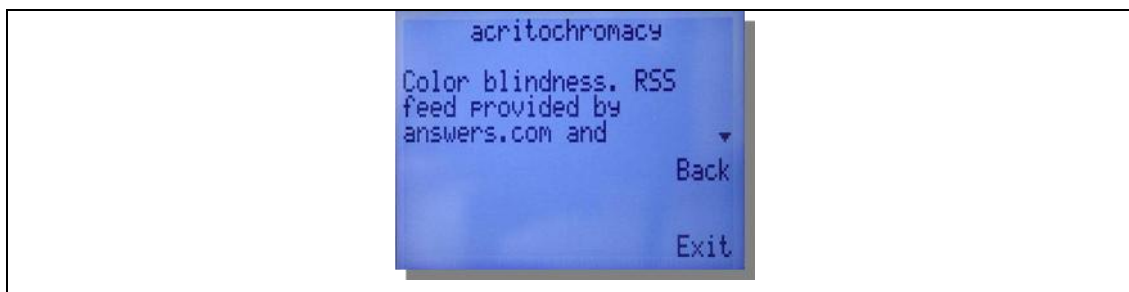 acritochromacy
Color blindness. RSS
feed provided by
answers.com and
Back
Exit